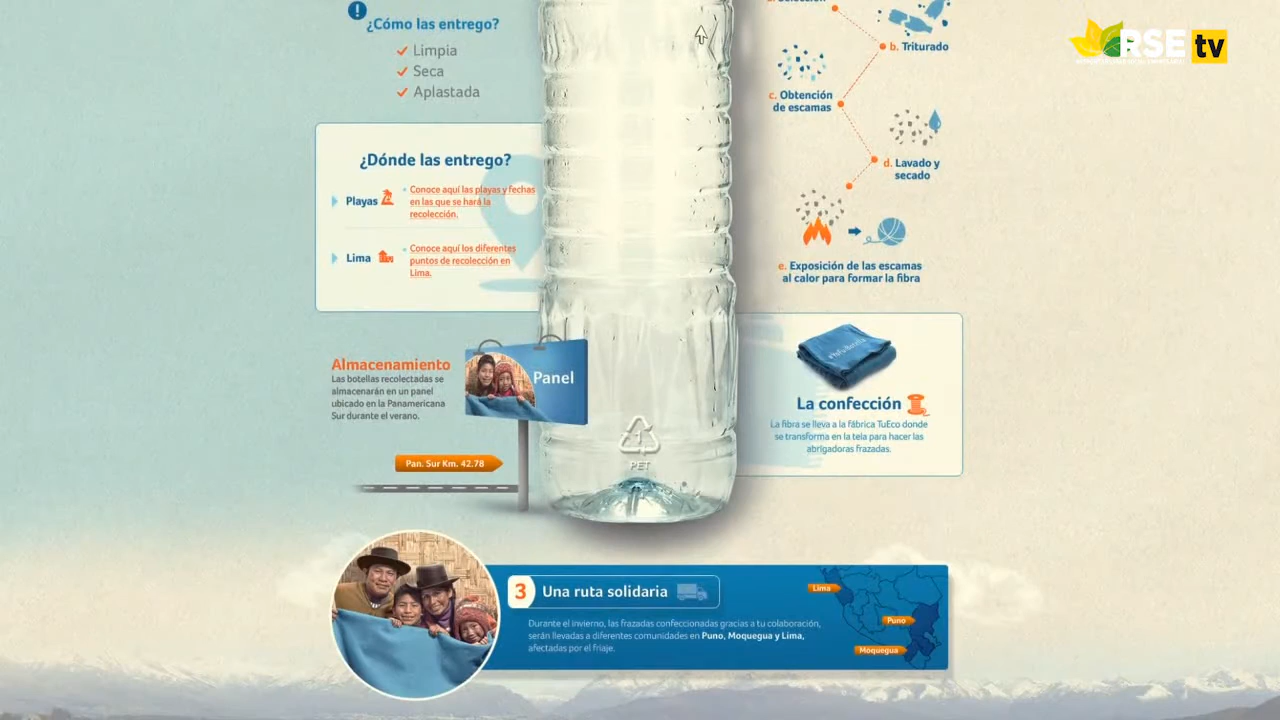 ¿Cómo las entrego?
Limpia
Seca
Aplastada
¿Dónde las entrego?
Playas
Conoce aquí las playas y fechas
en las que se hará la
recolección.
Lima
Conoce aquí los diferentes
puntos de recolección en
Lima.
Almacenamiento
Las botellas recolectadas se
almacenarán en un panel
ubicado en la Panamericana
Sur durante el verano.
Panel
Pan. Sur Km. 42.78
1
PET
b. Triturado
c. Obtención
de escamas
d. Lavado y
secado
e. Exposición de las escamas
al calor para formar la fibra
La confección
La fibra se lleva a la fábrica TuEco donde
se transforma en la tela para hacer las
abrigadoras frazadas.
3 Una ruta solidaria
Durante el invierno, las frazadas confeccionadas gracias a tu colaboración,
serán llevadas a diferentes comunidades en Puno, Moquegua y Lima,
afectadas por el friaje.
Lima
Puno
Moquegua
RSE tv